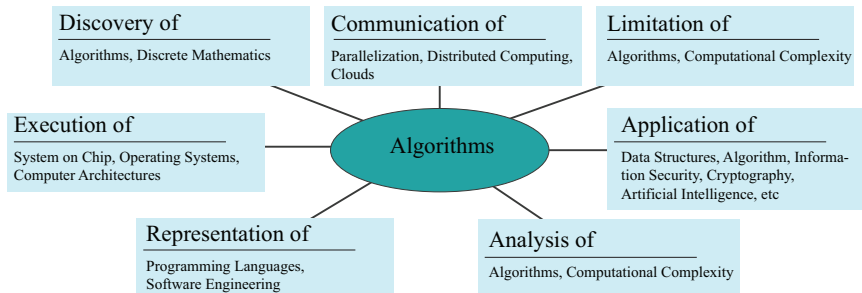 Discovery of
Algorithms, Discrete Mathematics
Communication of
Parallelization, Distributed Computing,
Clouds
Limitation of
Algorithms, Computational Complexity
Execution of
System on Chip, Operating Systems,
Computer Architectures
Algorithms
Application of
Data Structures, Algorithm, Informa-
tion Security, Cryptography,
Artificial Intelligence, etc
Representation of
Programming Languages,
Software Engineering
Analysis of
Algorithms, Computational Complexity